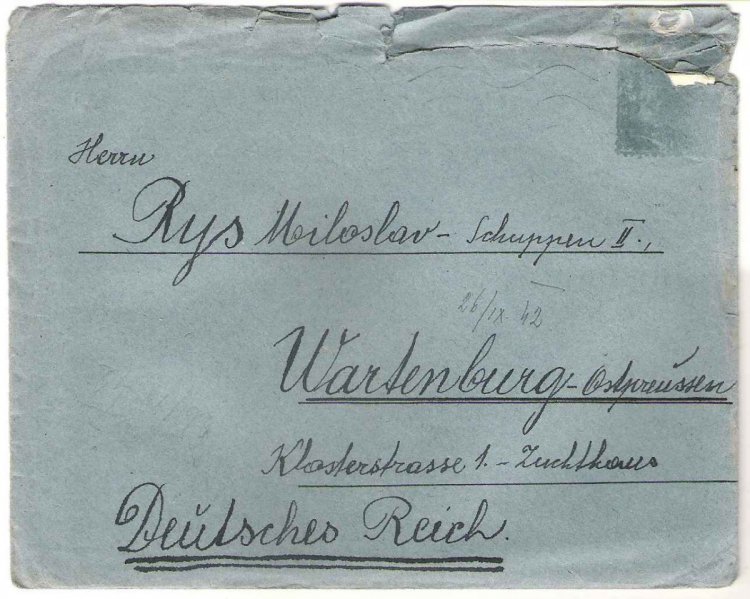 Herrn
Rys Miloslav - Schuppen II.,
26/IX. 42
Wartenburg - Ostpreussen
Klosterstrasse 1. - Zuchthaus
Deutsches Reich.